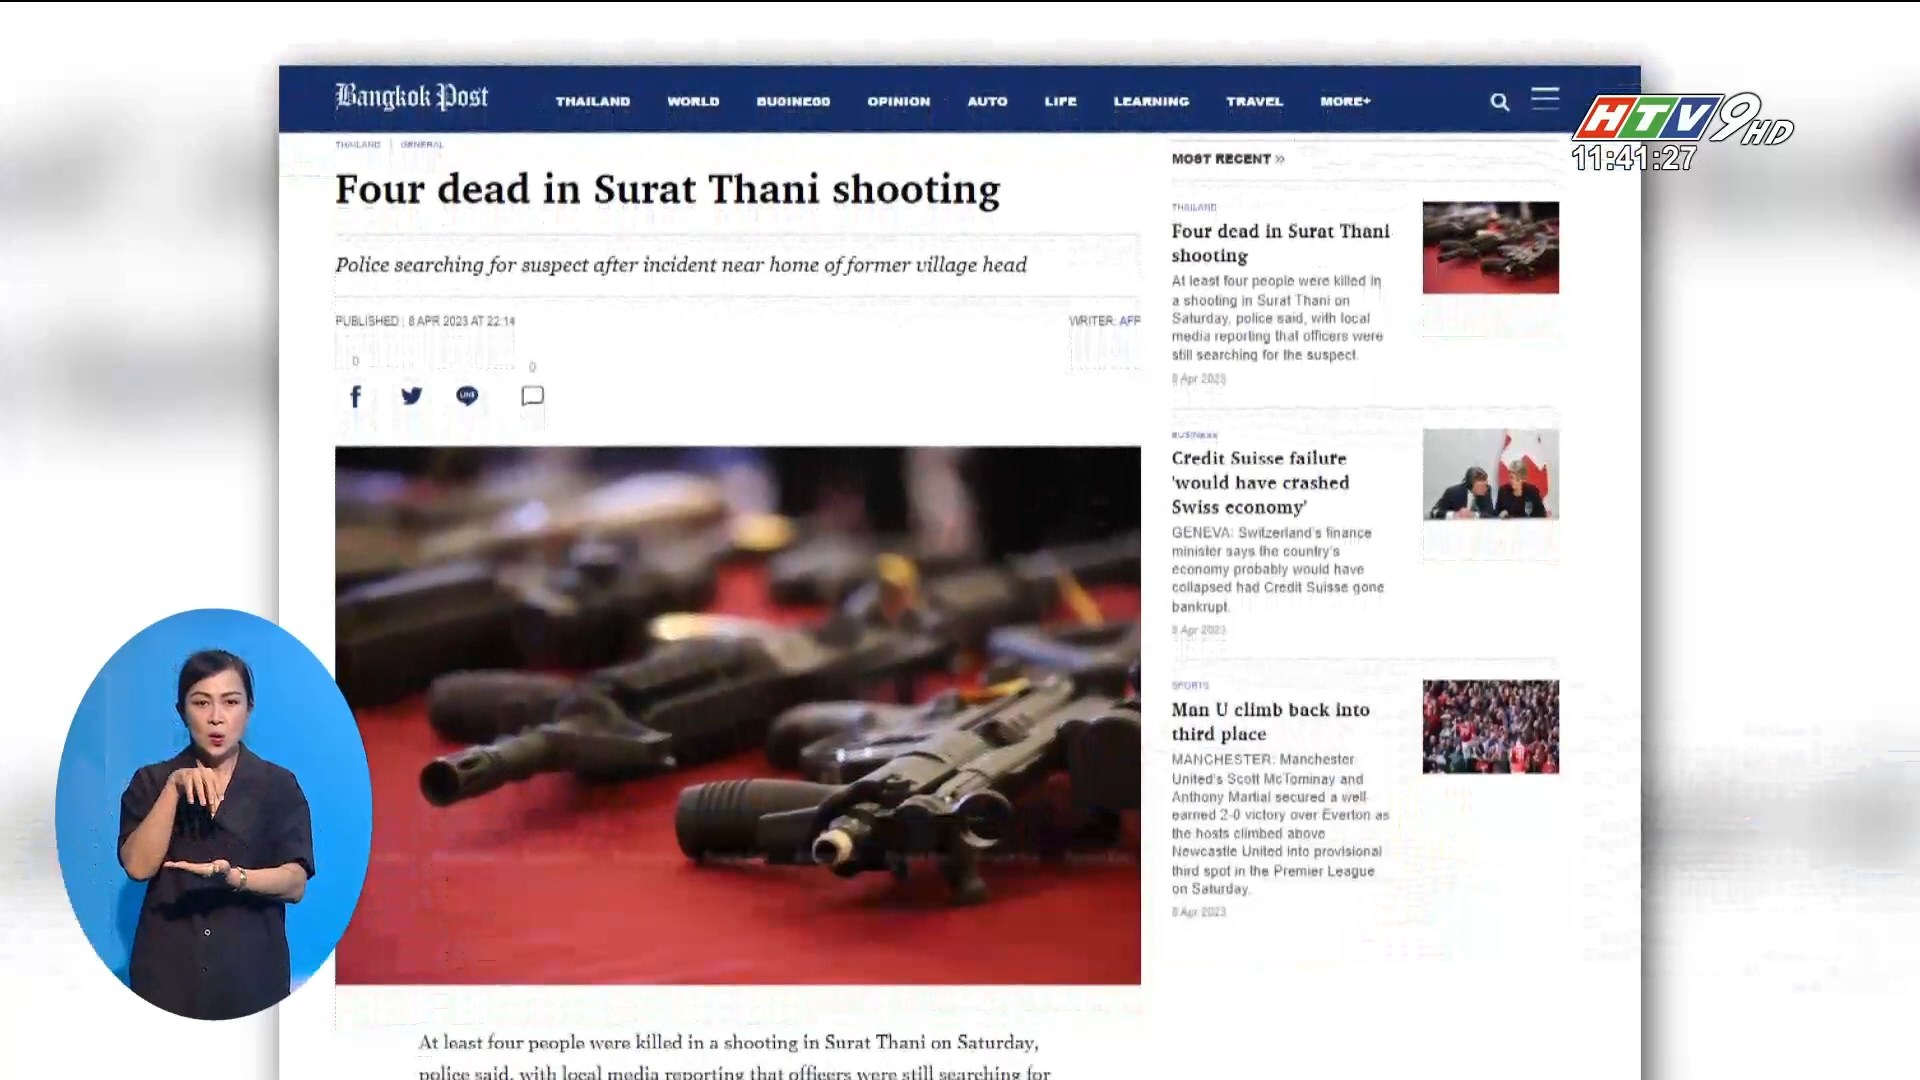 Bangkok Post
THAILAND WORLD BUSINESS OPINION AUTO LIFE LEARNING TRAVEL MORE+
HTV9 HD
11:41:27
THAILAND | GENERAL
Four dead in Surat Thani shooting
Police searching for suspect after incident near home of former village head
PUBLISHED : 8 APR 2023 AT 22:14
WRITER: AFP
0
0
LINE
At least four people were killed in a shooting in Surat Thani on Saturday,
police said, with local media reporting that officers were still searching for
MOST RECENT »
THAILAND
Four dead in Surat Thani
shooting
At least four people were killed in
a shooting in Surat Thani on
Saturday, police said, with local
media reporting that officers were
still searching for the suspect.
8 Apr 2023
BUSINESS
Credit Suisse failure
'would have crashed
Swiss economy'
GENEVA: Switzerland's finance
minister says the country's
economy probably would have
collapsed had Credit Suisse gone
bankrupt.
8 Apr 2023
SPORTS
Man U climb back into
third place
MANCHESTER: Manchester
United's Scott McTominay and
Anthony Martial secured a well-
earned 2-0 victory over Everton as
the hosts climbed above
Newcastle United into provisional
third spot in the Premier League
on Saturday.
8 Apr 2023